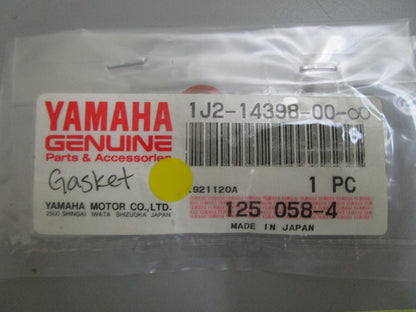 YAMAHA
GENUINE
Parts & Accessories
Gasket
YAMAHA MOTOR CO., LTD.
2500 SHINGAI IWATA SHIZUOKA JAPAN
1J2-14398-00-00
.921120A
1 PC
125 058-4
MADE IN JAPAN